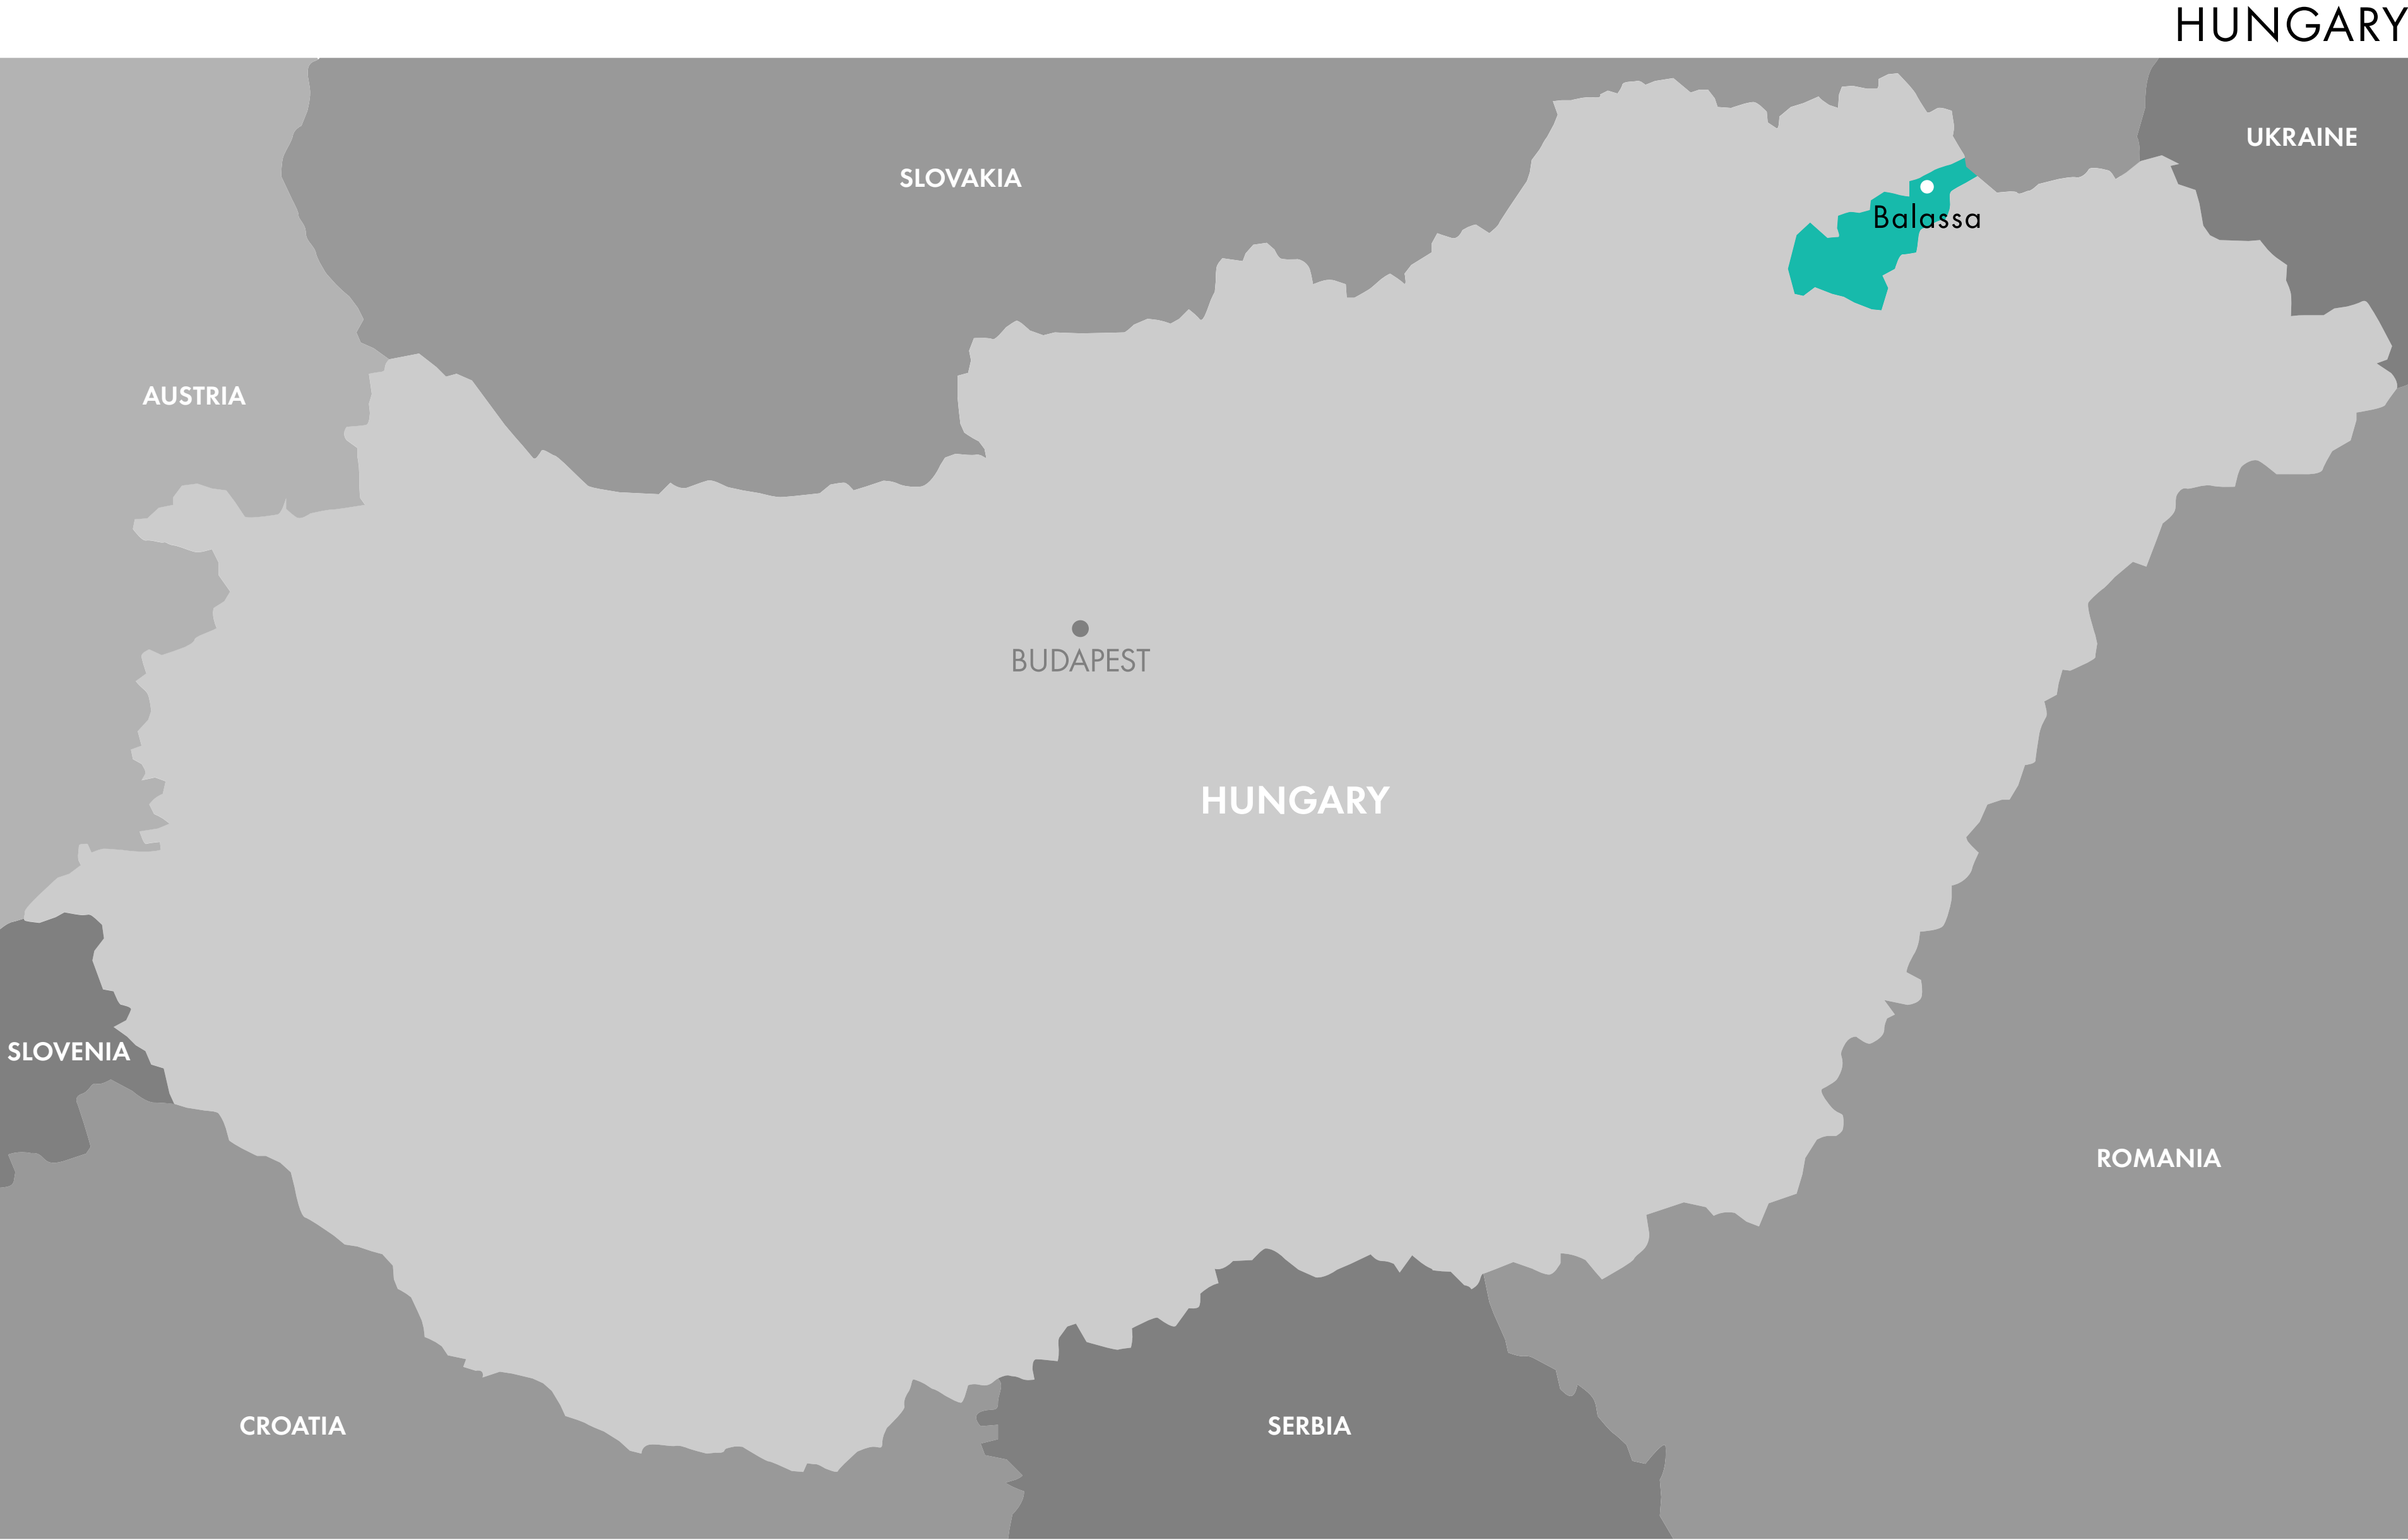 HUNGARY
UKRAINE
SLOVAKIA
Balassa
AUSTRIA
BUDAPEST
HUNGARY
SLOVENIA
ROMANIA
CROATIA
SERBIA